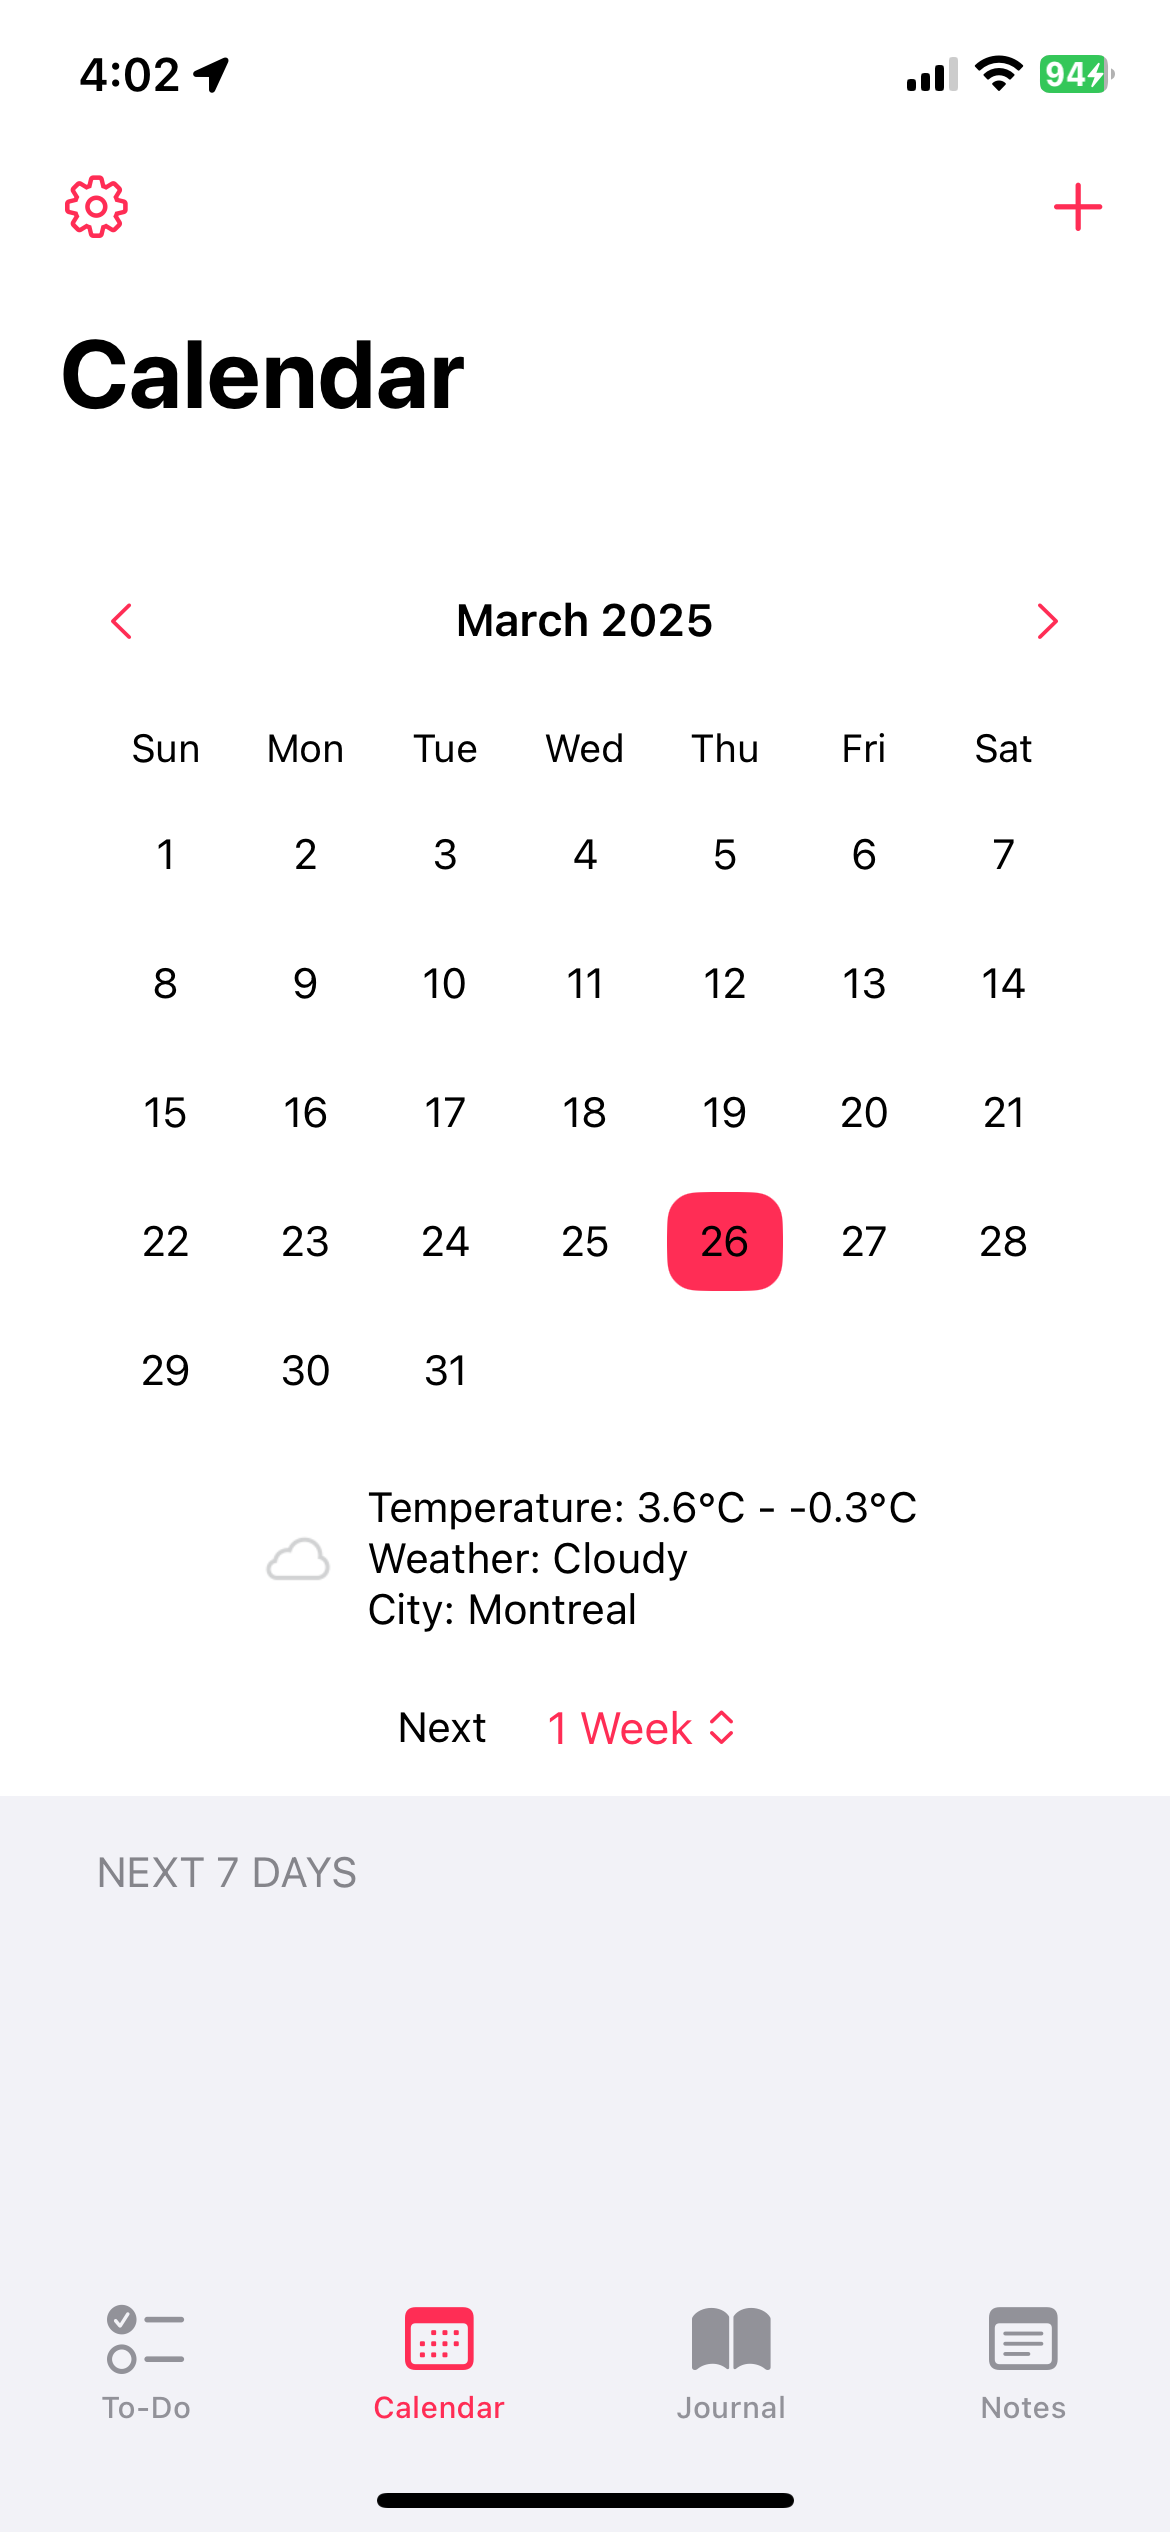 4:02
94
Calendar
March 2025
Sun Mon Tue Wed Thu Fri Sat
1 2 3 4 5 6 7
8 9 10 11 12 13 14
15 16 17 18 19 20 21
22 23 24 25 26 27 28
29 30 31
Temperature: 3.6°C - -0.3°C
Weather: Cloudy
City: Montreal
Next 1 Week
NEXT 7 DAYS
To-Do Calendar Journal Notes